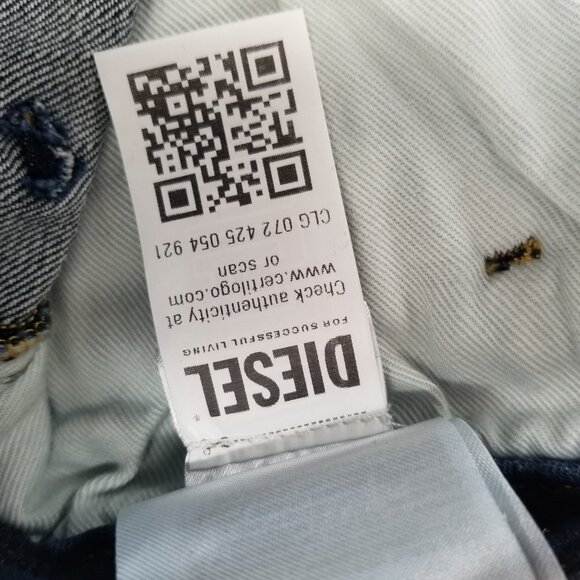 DIESEL®
FOR SUCCESSFUL LIVING
Check authenticity at
www.certilogo.com
or scan
CLG 072 425 054 921